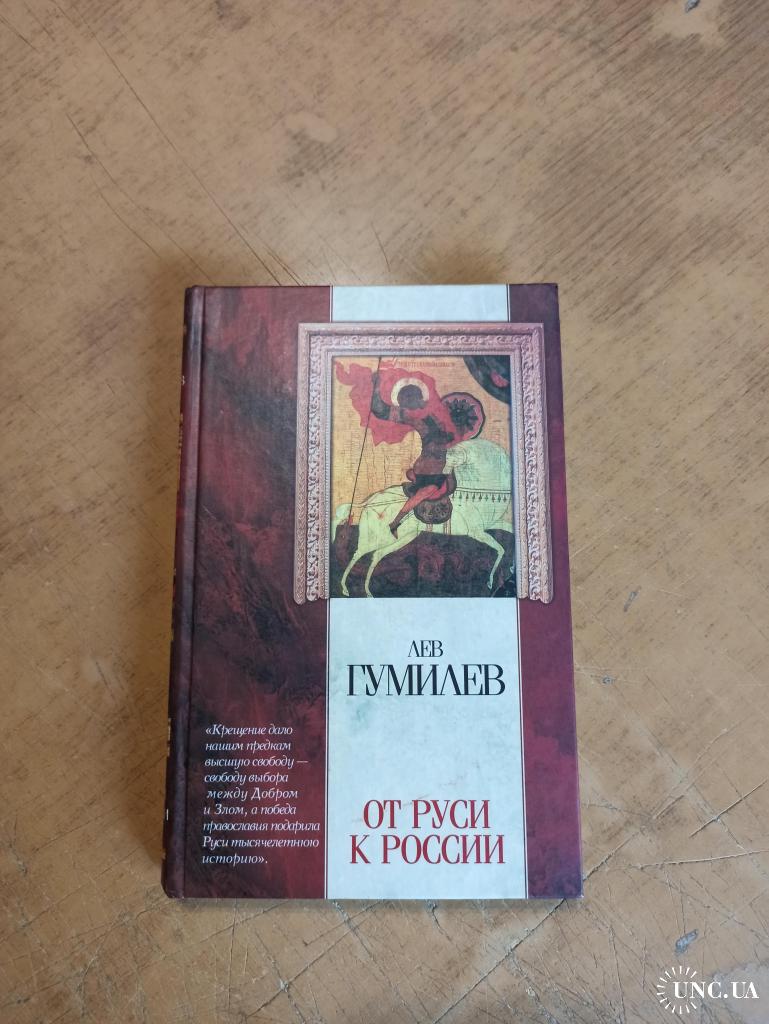 ЛЕВ
ГУМИЛЕВ
«Крещение дало
нашим предкам
высшую свободу —
свободу выбора
между Добром
и Злом, а победа
православия подарила
Руси тысячелетнюю
историю».
ОТ РУСИ
К РОССИИ
UNC.UA